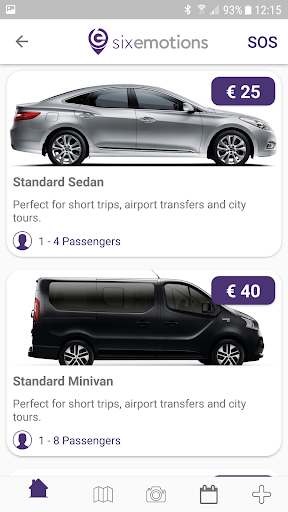 93% 12:15
sixemotions
SOS
€ 25
Standard Sedan
Perfect for short trips, airport transfers and city
tours.
1 - 4 Passengers
€ 40
Standard Minivan
Perfect for short trips, airport transfers and city
tours.
1 - 8 Passengers